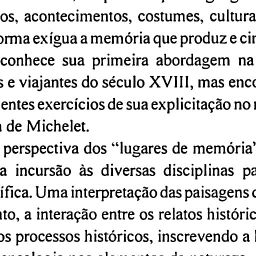 os, acontecimentos, costumes, cultura
orma exígua a memória que produz e cir
conhece sua primeira abordagem na
s e viajantes do século XVIII, mas enco
entes exercícios de sua explicitação no r
a de Michelet.
perspectiva dos "lugares de memória"
a incursão às diversas disciplinas pa
ífica. Uma interpretação das paisagens c
nto, a interação entre os relatos históric
os processos históricos, inscrevendo a l